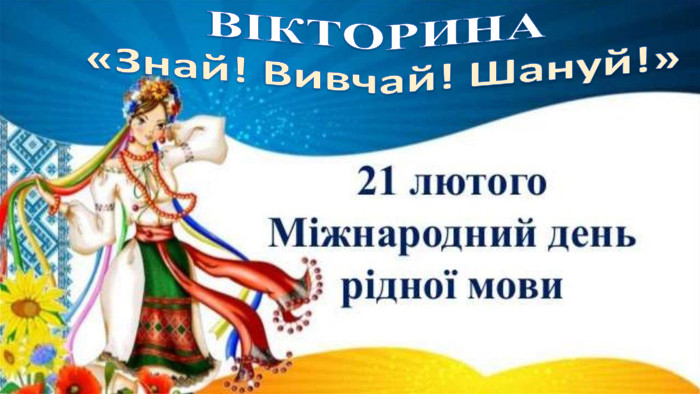 ВІКТОРИНА
«Знай! Вивчай! Шануй!»
21 лютого
Міжнародний день
рідної мови